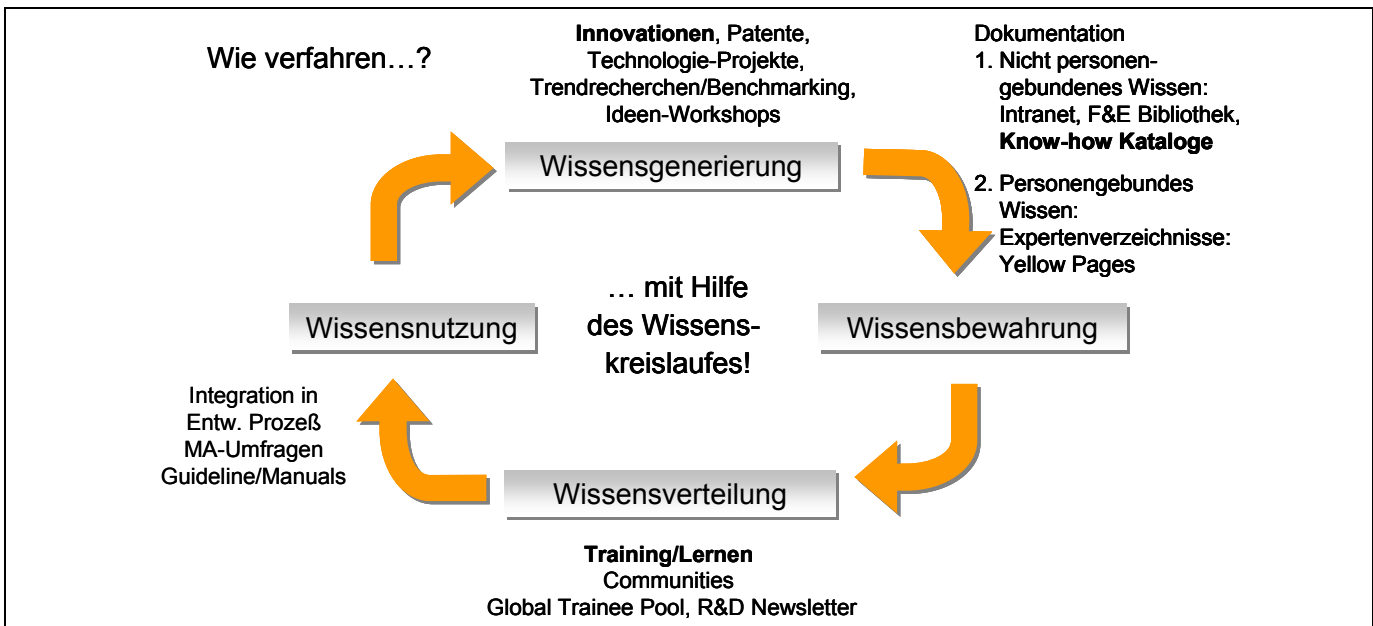 Wie verfahren…?
Innovationen, Patente,
Technologie-Projekte,
Trendrecherchen/Benchmarking,
Ideen-Workshops
Wissensgenerierung
Dokumentation
1. Nicht personen-
gebundenes Wissen:
Intranet, F&E Bibliothek,
Know-how Kataloge
2. Personengebundes
Wissen:
Expertenverzeichnisse:
Yellow Pages
… mit Hilfe
des Wissens-
kreislaufes!
Wissensnutzung
Wissensbewahrung
Integration in
Entw. Prozeß
MA-Umfragen
Guideline/Manuals
Wissensverteilung
Training/Lernen
Communities
Global Trainee Pool, R&D Newsletter